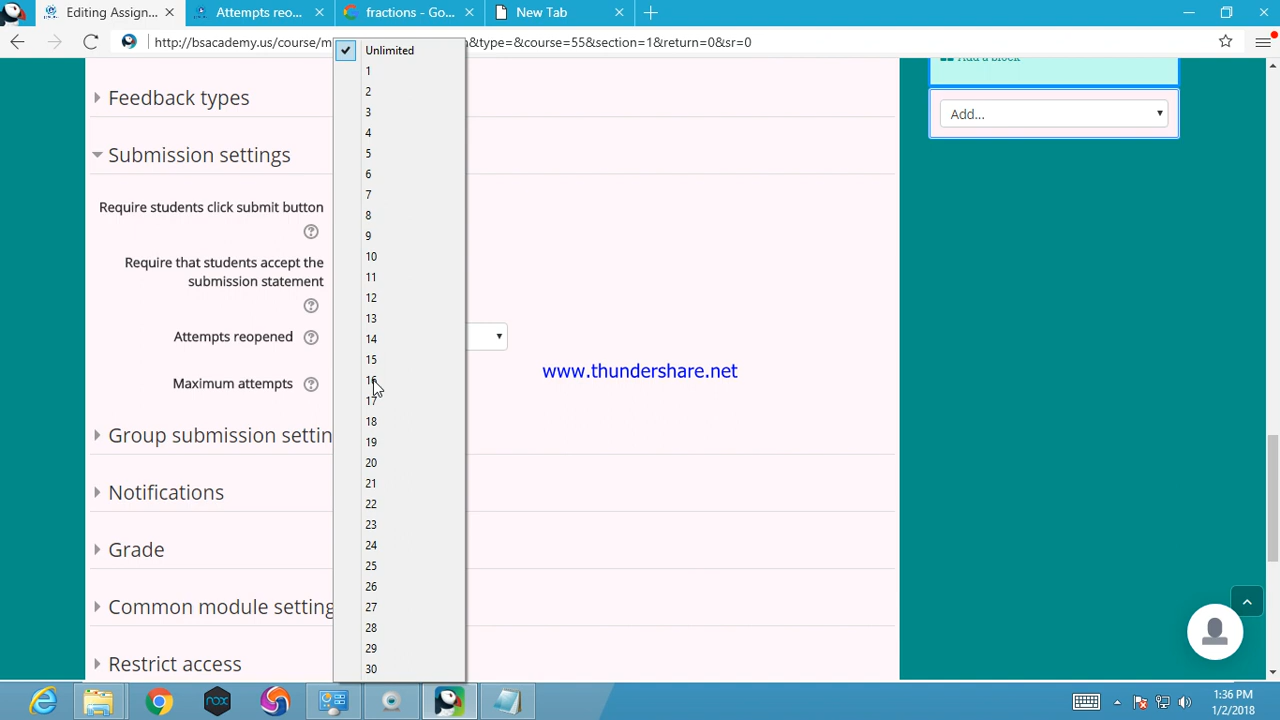 Editing Assign...
Attempts reo...
fractions - Go...
New Tab
http://bsacademy.us/course/m
type=&course=55&section=1&return=0&sr=0
Add a block
Add...
Feedback types
Submission settings
Require students click submit button
Require that students accept the
submission statement
Attempts reopened
Maximum attempts
Group submission settin
Notifications
Grade
Common module setting
Restrict access
Unlimited
1
2
3
4
5
6
7
8
9
10
11
12
13
14
15
16
17
18
19
20
21
22
23
24
25
26
27
28
29
30
www.thundershare.net
nox
1:36 PM
1/2/2018